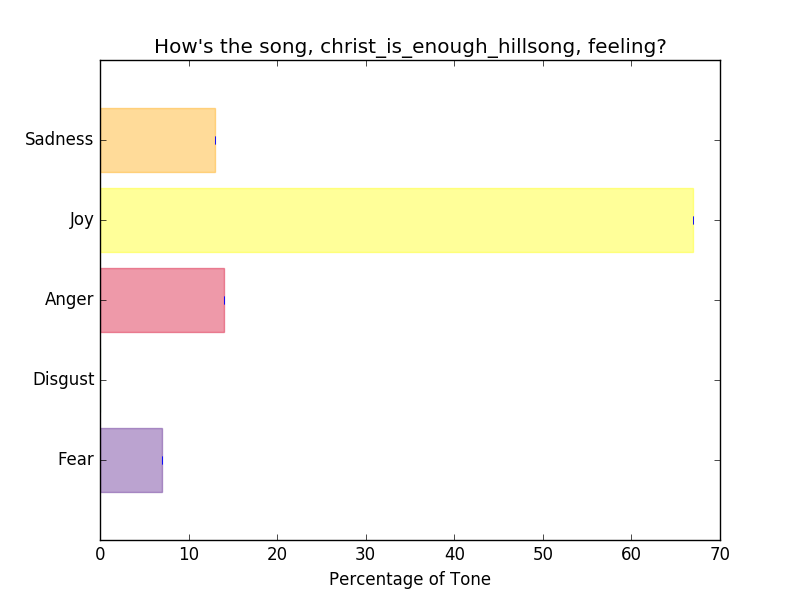 How's the song, christ_is_enough_hillsong, feeling?
Sadness
Joy
Anger
Disgust
Fear
0 10 20 30 40 50 60 70
Percentage of Tone